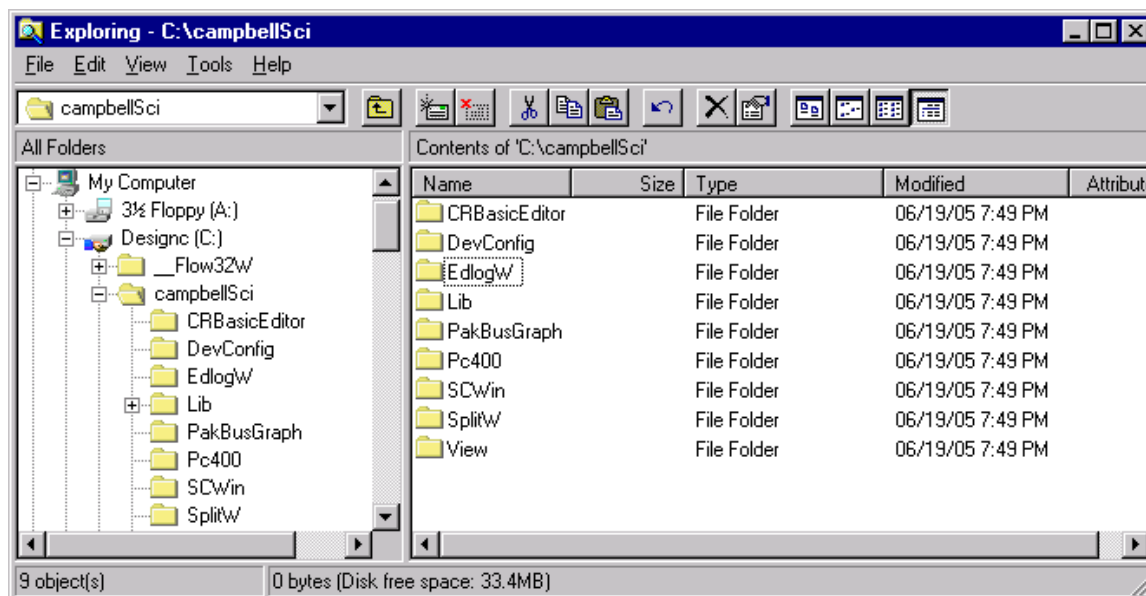 Exploring - C:\campbellSci
File Edit View Tools Help
campbellSci
All Folders
Contents of 'C:\campbellSci'
My Computer
3½ Floppy (A:)
Designc (C:)
__Flow32W
campbellSci
CRBasicEditor
DevConfig
EdlogW
Lib
PakBusGraph
Pc400
SCWin
SplitW
Name Size Type Modified Attribut
CRBasicEditor File Folder 06/19/05 7:49 PM
DevConfig File Folder 06/19/05 7:49 PM
EdlogW File Folder 06/19/05 7:49 PM
Lib File Folder 06/19/05 7:49 PM
PakBusGraph File Folder 06/19/05 7:49 PM
Pc400 File Folder 06/19/05 7:49 PM
SCWin File Folder 06/19/05 7:49 PM
SplitW File Folder 06/19/05 7:49 PM
View File Folder 06/19/05 7:49 PM
9 object(s) 0 bytes (Disk free space: 33.4MB)